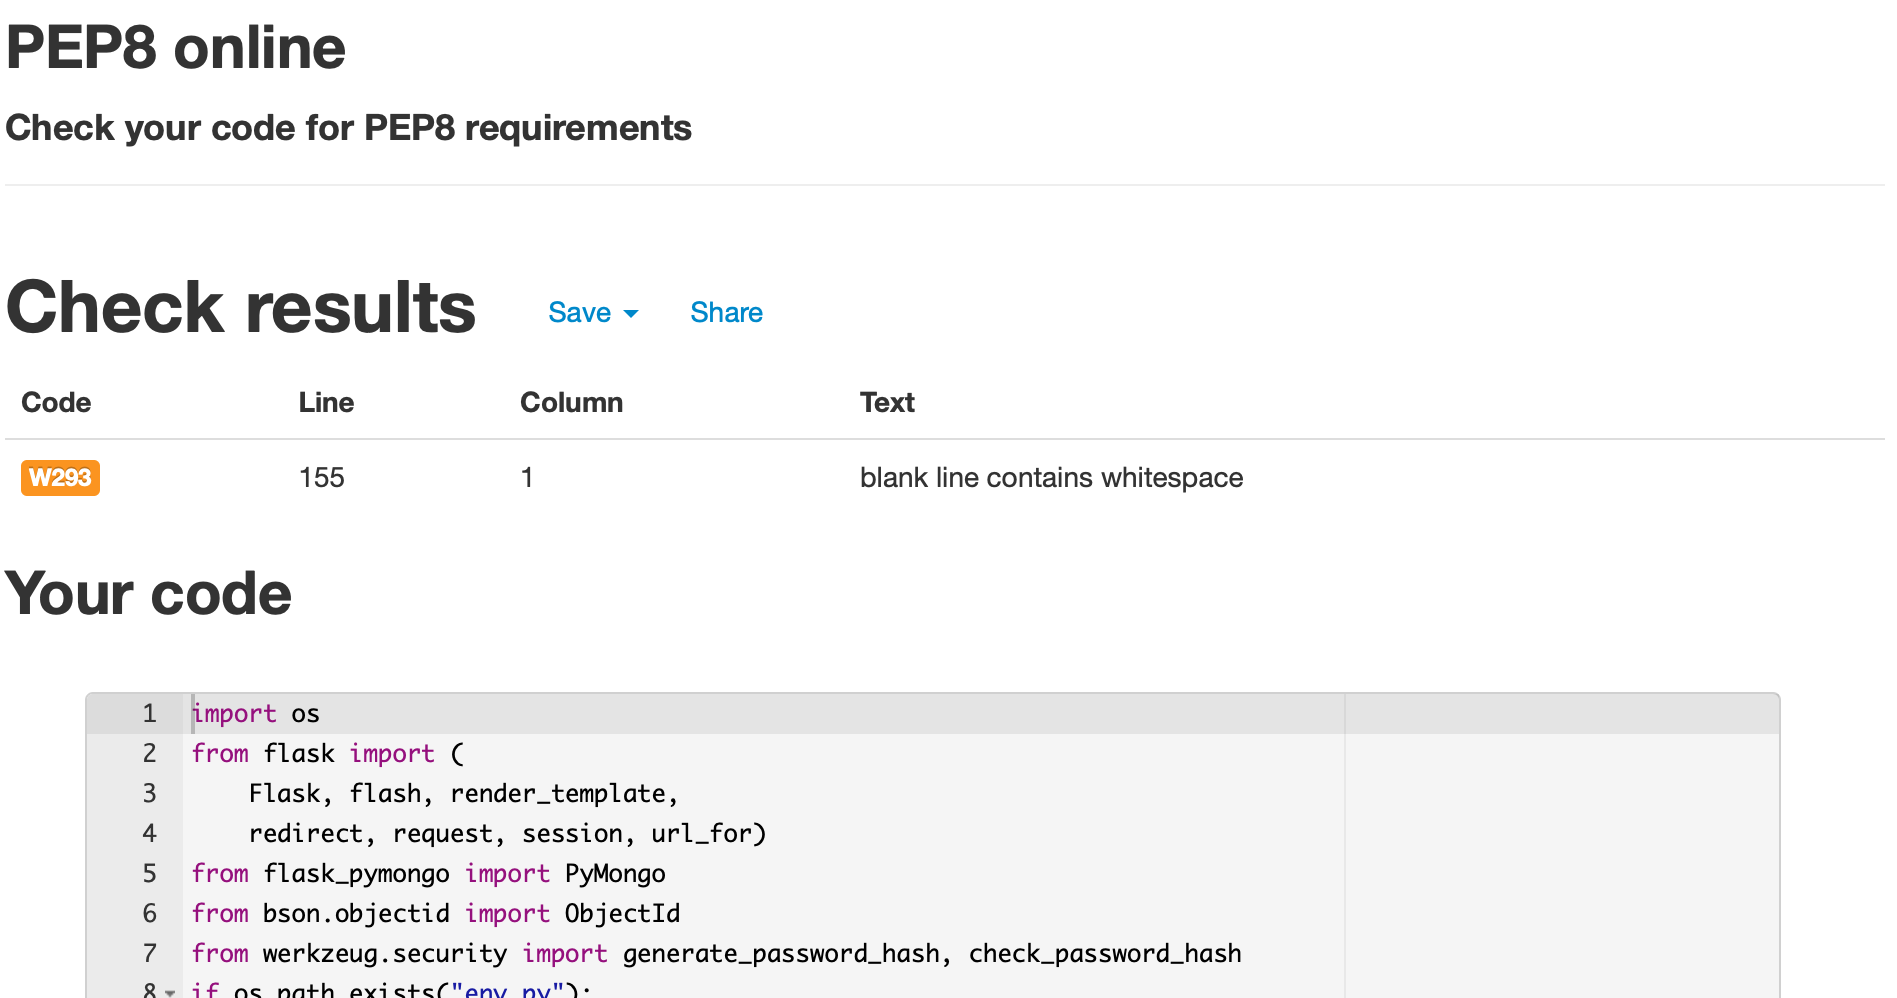 PEP8 online
Check your code for PEP8 requirements
Check results Save Share
Code Line Column Text
W293 155 1 blank line contains whitespace
Your code
1 import os
2 from flask import (
3     Flask, flash, render_template,
4     redirect, request, session, url_for)
5 from flask_pymongo import PyMongo
6 from bson.objectid import ObjectId
7 from werkzeug.security import generate_password_hash, check_password_hash
8 if os.path.exists("env.py"):